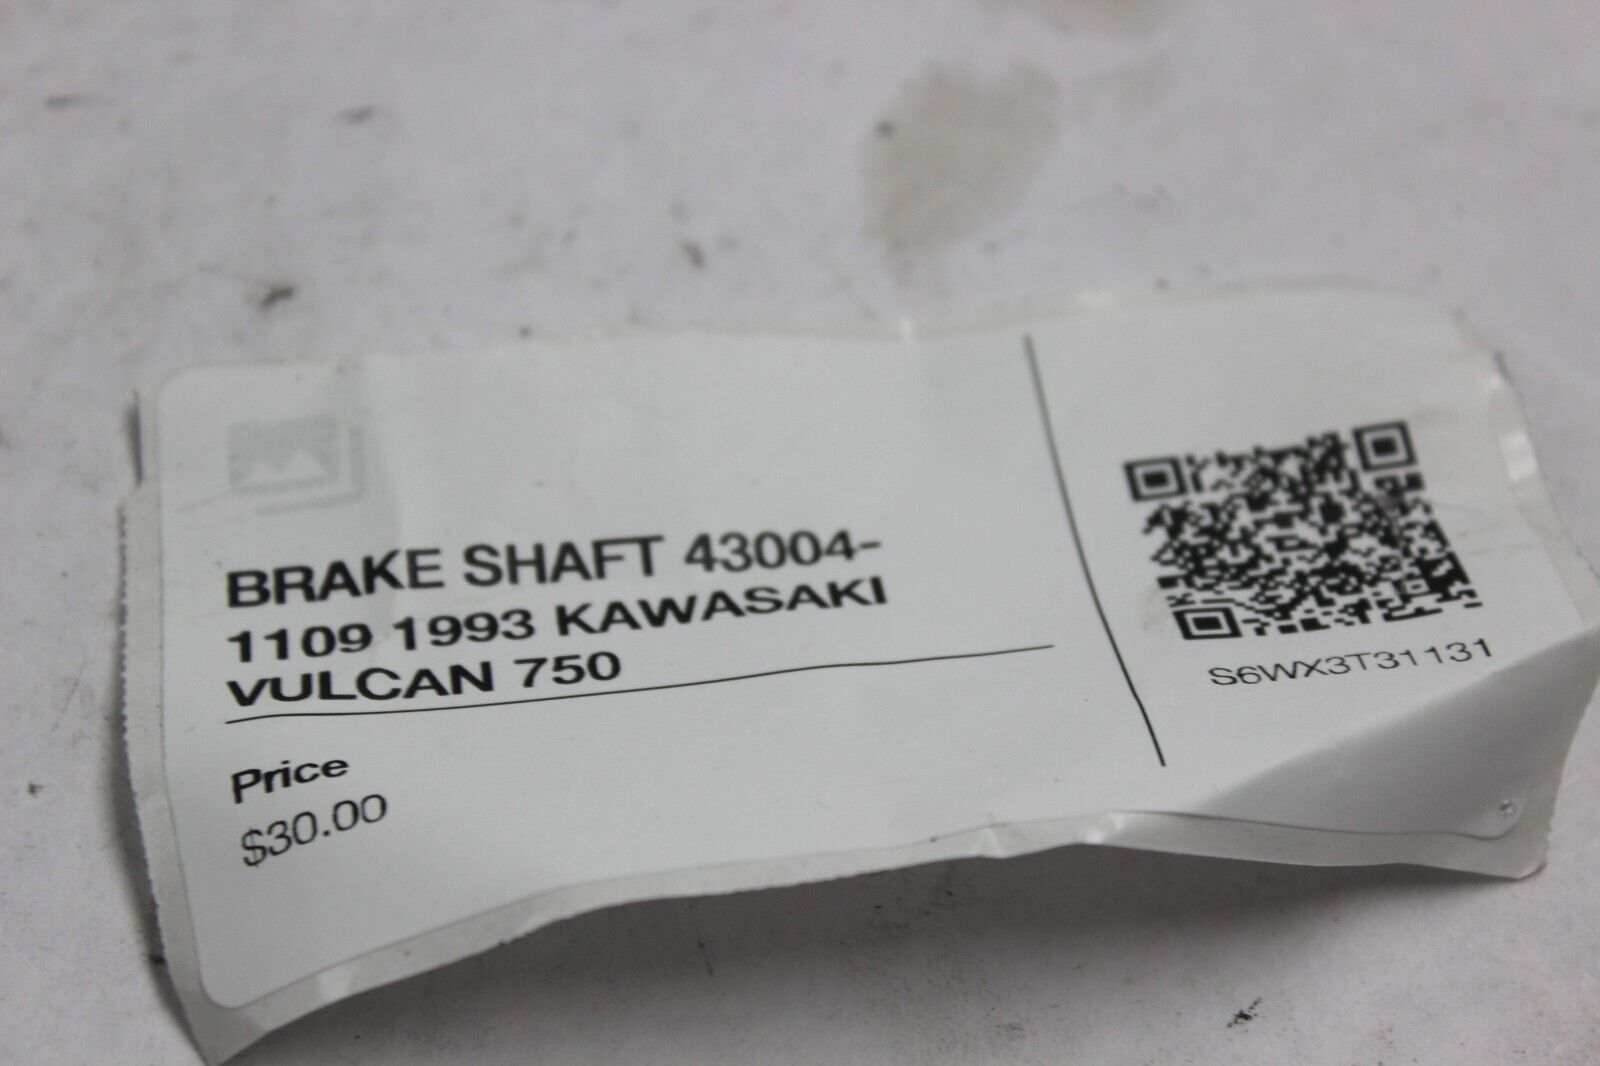 BRAKE SHAFT 43004-
1109 1993 KAWASAKI
VULCAN 750
Price
$30.00
S6WX3T31131